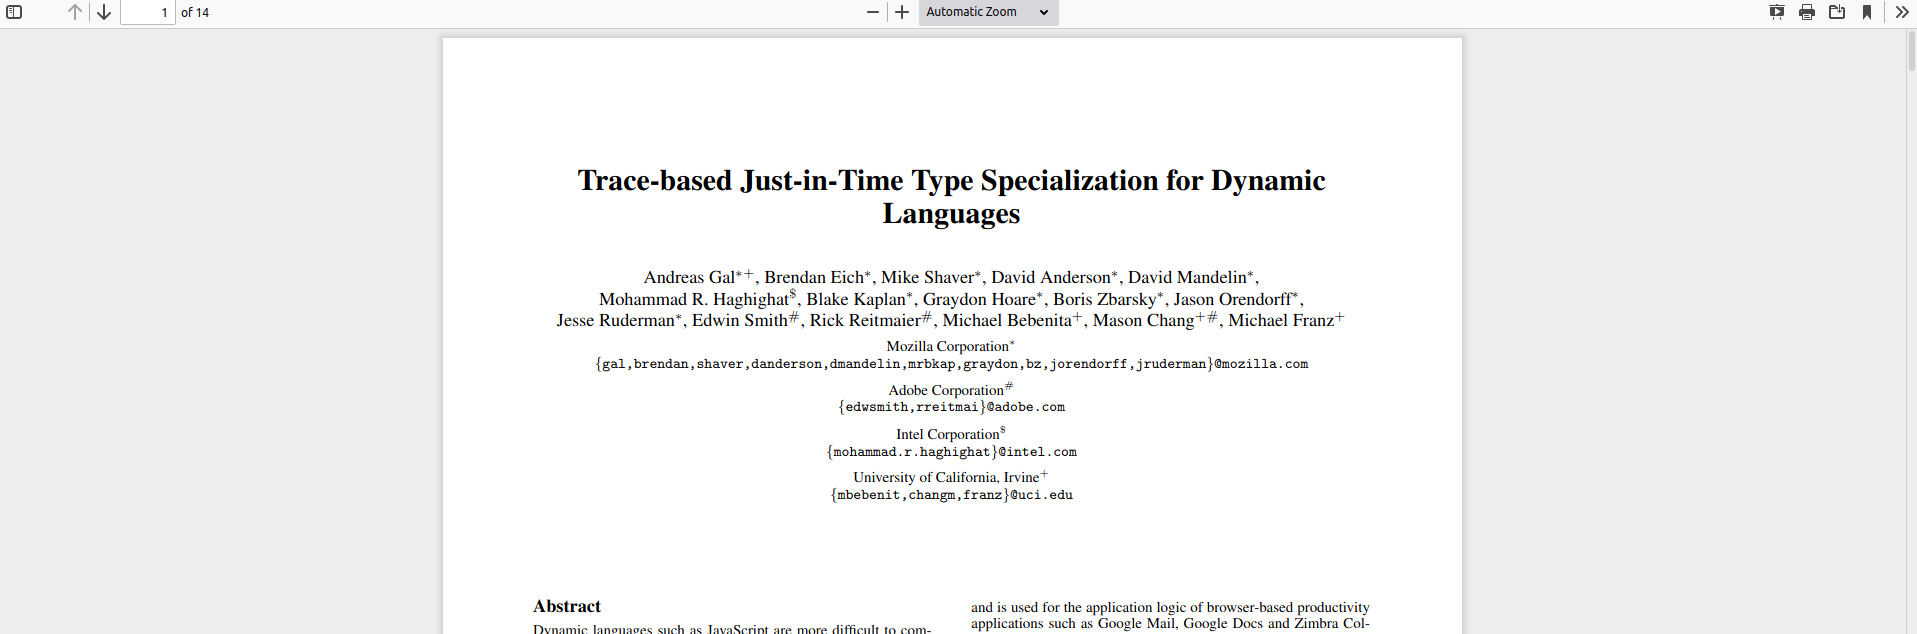 1 of 14 Automatic Zoom
Trace-based Just-in-Time Type Specialization for Dynamic
Languages
Andreas Gal*+, Brendan Eich*, Mike Shaver*, David Anderson*, David Mandelin*,
Mohammad R. Haghighat$, Blake Kaplan*, Graydon Hoare*, Boris Zbarsky*, Jason Orendorff*,
Jesse Ruderman*, Edwin Smith#, Rick Reitmaier#, Michael Bebenita+, Mason Chang+#, Michael Franz+
Mozilla Corporation*
{gal,brendan,shaver,danderson,dmandelin,mrbkap,graydon,bz,jorendorff,jruderman}@mozilla.com
Adobe Corporation#
{edwsmith,rreitmai}@adobe.com
Intel Corporation$
{mohammad.r.haghighat}@intel.com
University of California, Irvine+
{mbebenit,changm,franz}@uci.edu
Abstract
Dynamic languages such as JavaScript are more difficult to com-
and is used for the application logic of browser-based productivity
applications such as Google Mail, Google Docs and Zimbra Col-